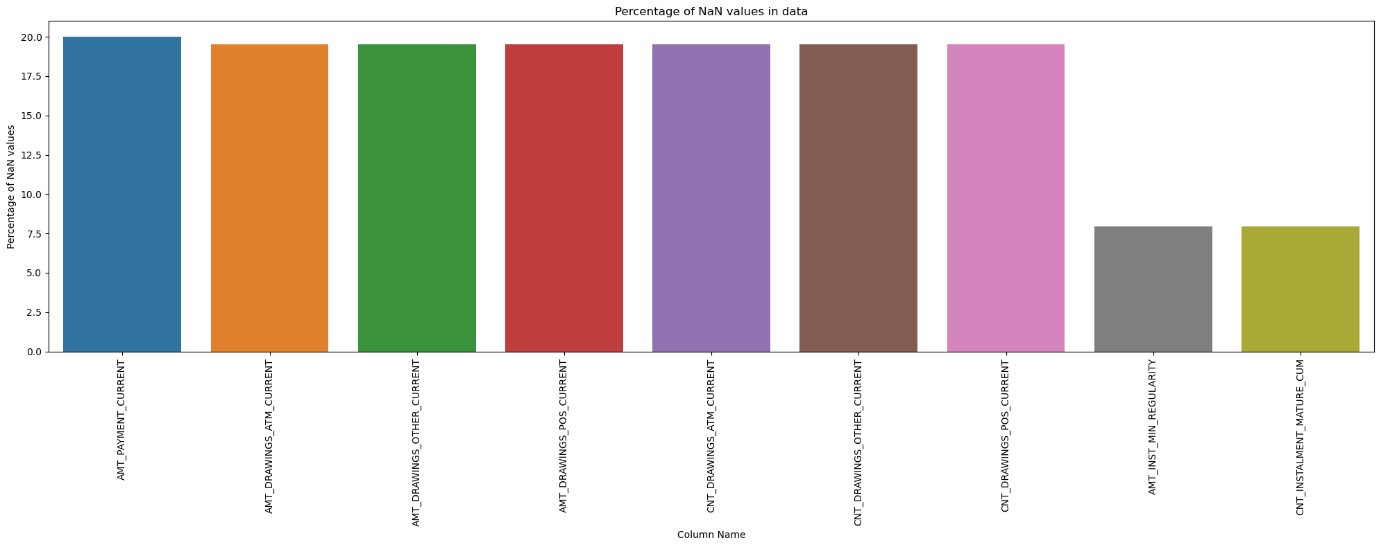 Percentage of NaN values in data
Percentage of NaN values
20.0
17.5
15.0
12.5
10.0
7.5
5.0
2.5
0.0
AMT_PAYMENT_CURRENT
AMT_DRAWINGS_ATM_CURRENT
AMT_DRAWINGS_OTHER_CURRENT
AMT_DRAWINGS_POS_CURRENT
CNT_DRAWINGS_ATM_CURRENT
CNT_DRAWINGS_OTHER_CURRENT
CNT_DRAWINGS_POS_CURRENT
AMT_INST_MIN_REGULARITY
CNT_INSTALMENT_MATURE_CUM
Column Name